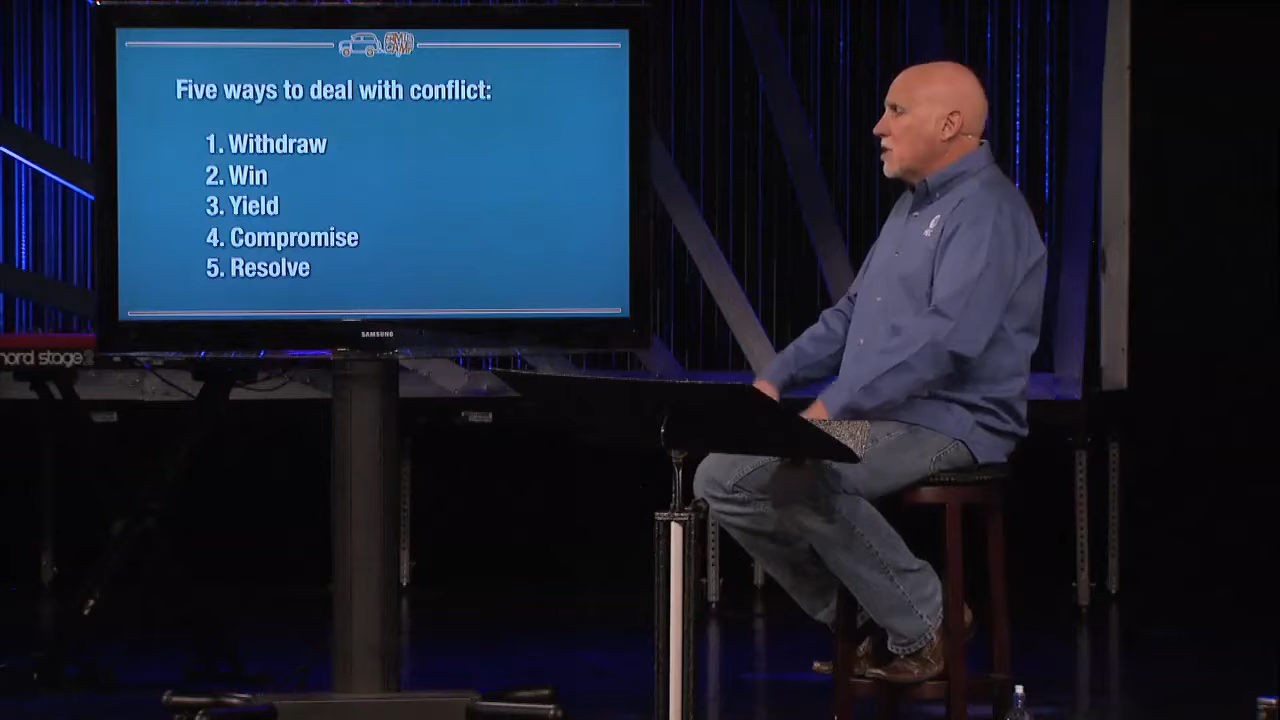 CAMP
Five ways to deal with conflict:
1. Withdraw
2. Win
3. Yield
4. Compromise
5. Resolve
SAMSUNG
nord stage